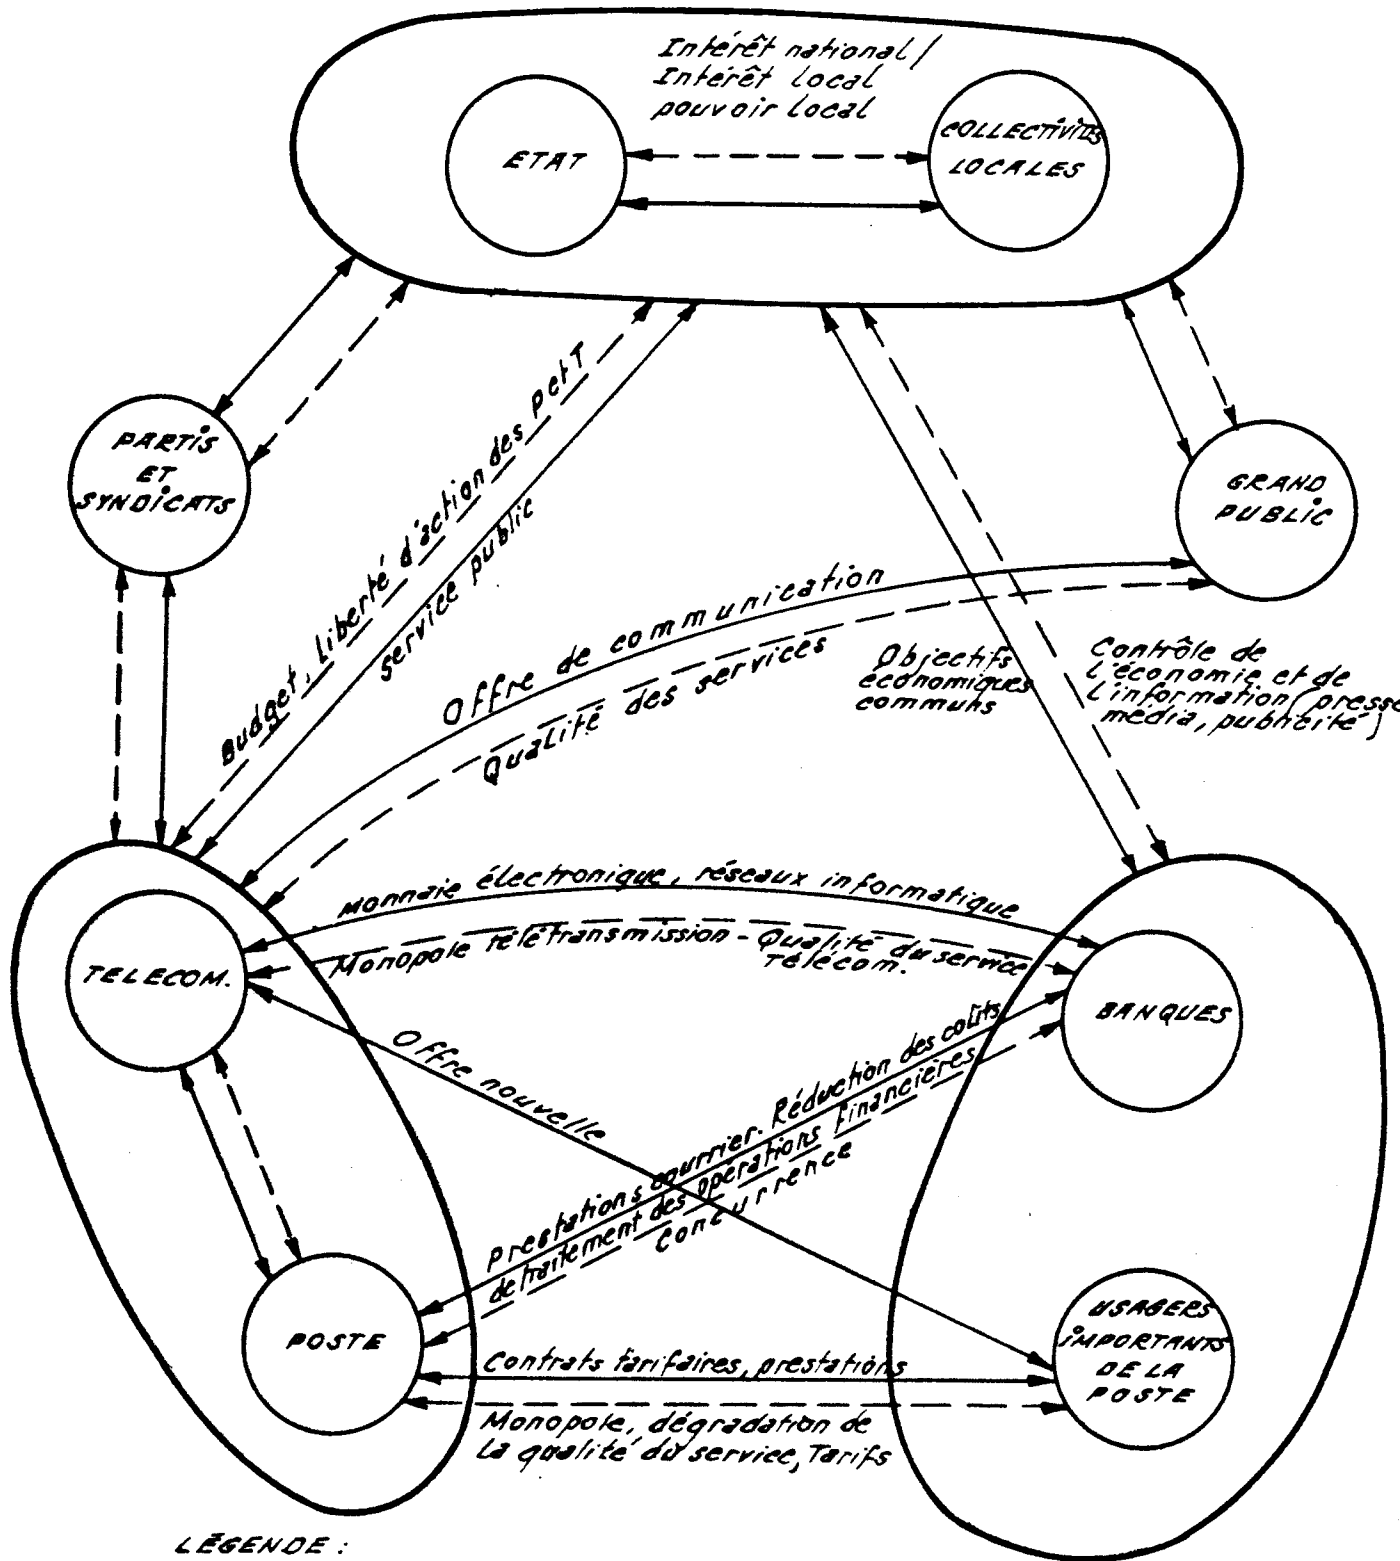 Intérêt national /
Intérêt local
pouvoir local
ETAT
COLLECTIVITÉS
LOCALES
PARTIS
ET
SYNDICATS
GRAND
PUBLIC
Budget, Liberté d'action des P et T
Service public
Offre de communication
Qualité des services
Objectifs
économiques
communs
Contrôle de
l'économie et de
l'information (presse
média, publicité)
Monnaie électronique, réseaux informatique
Monopole télétransmission - Qualité du service
Télécom.
TELECOM.
BANQUES
Offre nouvelle
Prestations courrier. Réduction des coûts
de traitement des opérations financières
concurrence
POSTE
USAGERS
IMPORTANTS
DE LA
POSTE
Contrats tarifaires, prestations
Monopole, dégradation de
la qualité du service, Tarifs
LÉGENDE :